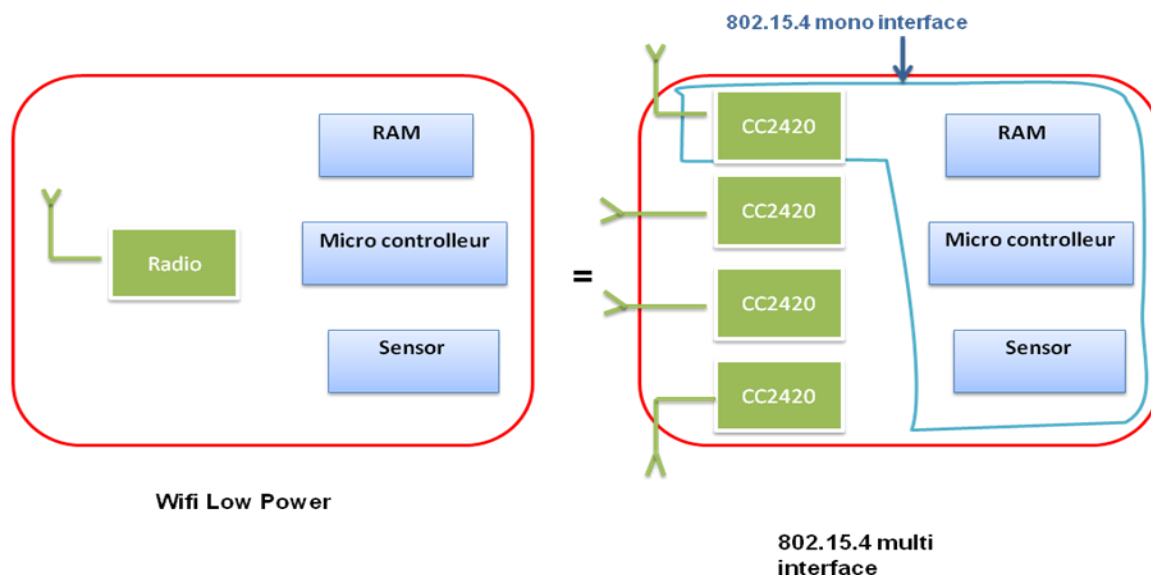 802.15.4 mono interface
RAM
Micro controlleur
Radio
Sensor
Wifi Low Power
=
CC2420
CC2420
CC2420
CC2420
RAM
Micro controlleur
Sensor
802.15.4 multi
interface